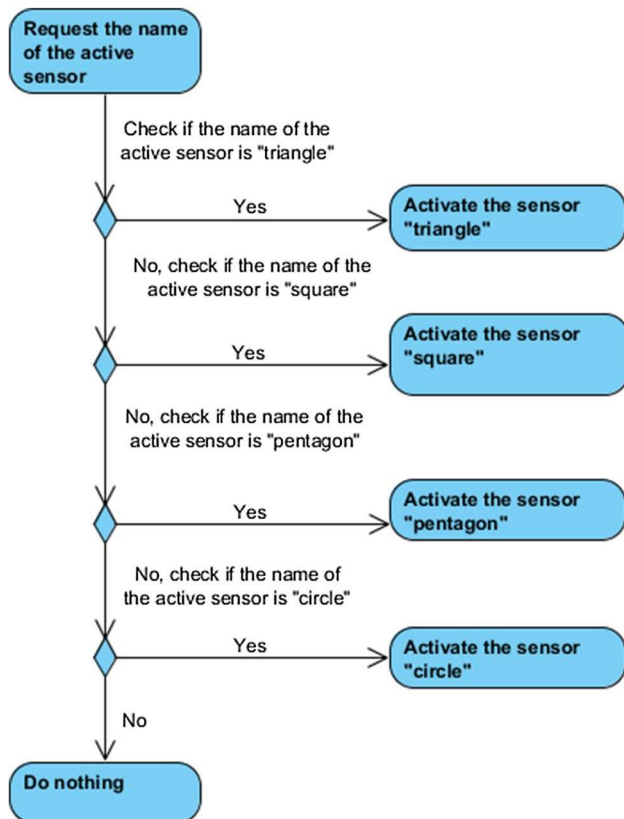 Request the name
of the active
sensor
Check if the name of the
active sensor is "triangle"
Yes
Activate the sensor
"triangle"
No, check if the name of the
active sensor is "square"
Yes
Activate the sensor
"square"
No, check if the name of the
active sensor is "pentagon"
Yes
Activate the sensor
"pentagon"
No, check if the name of
the active sensor is "circle"
Yes
Activate the sensor
"circle"
No
Do nothing